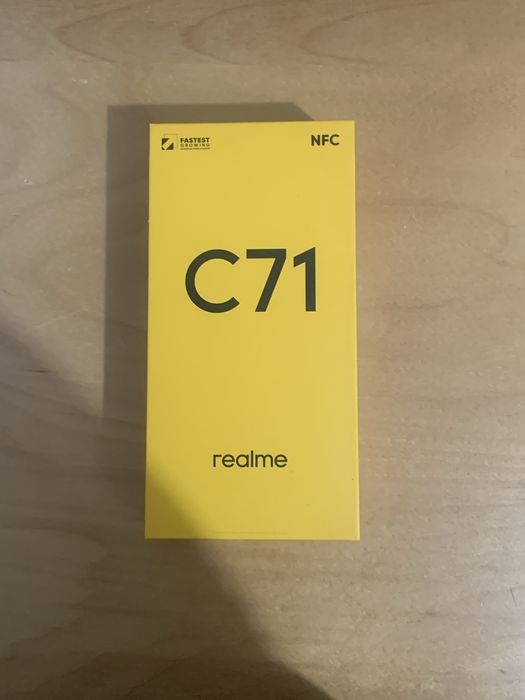 FASTEST
GROWING
NFC
C71
realme